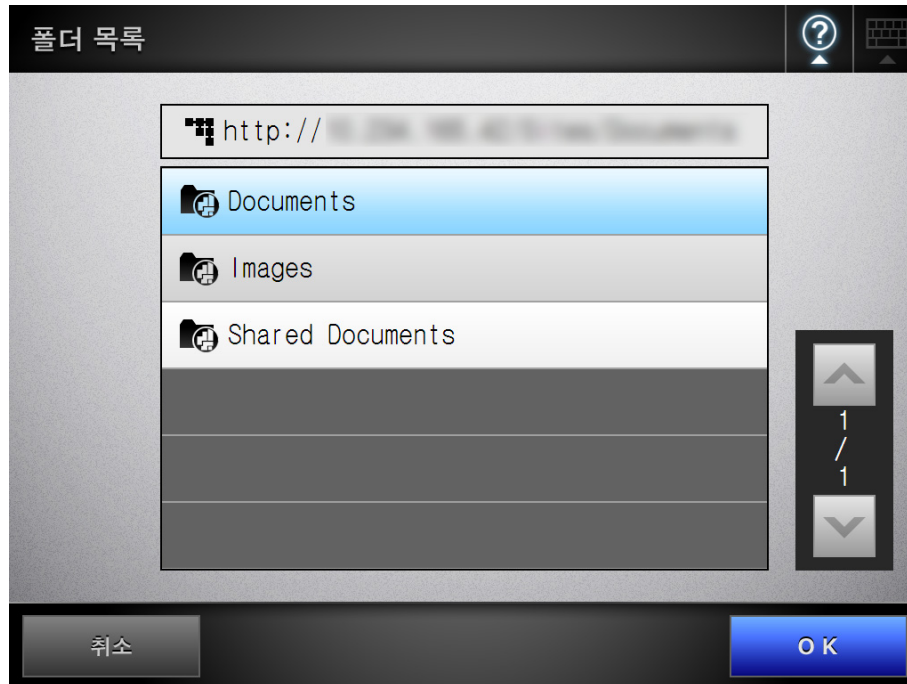 폴더 목록
?
http://
Documents
Images
Shared Documents
1
/
1
취소
OK